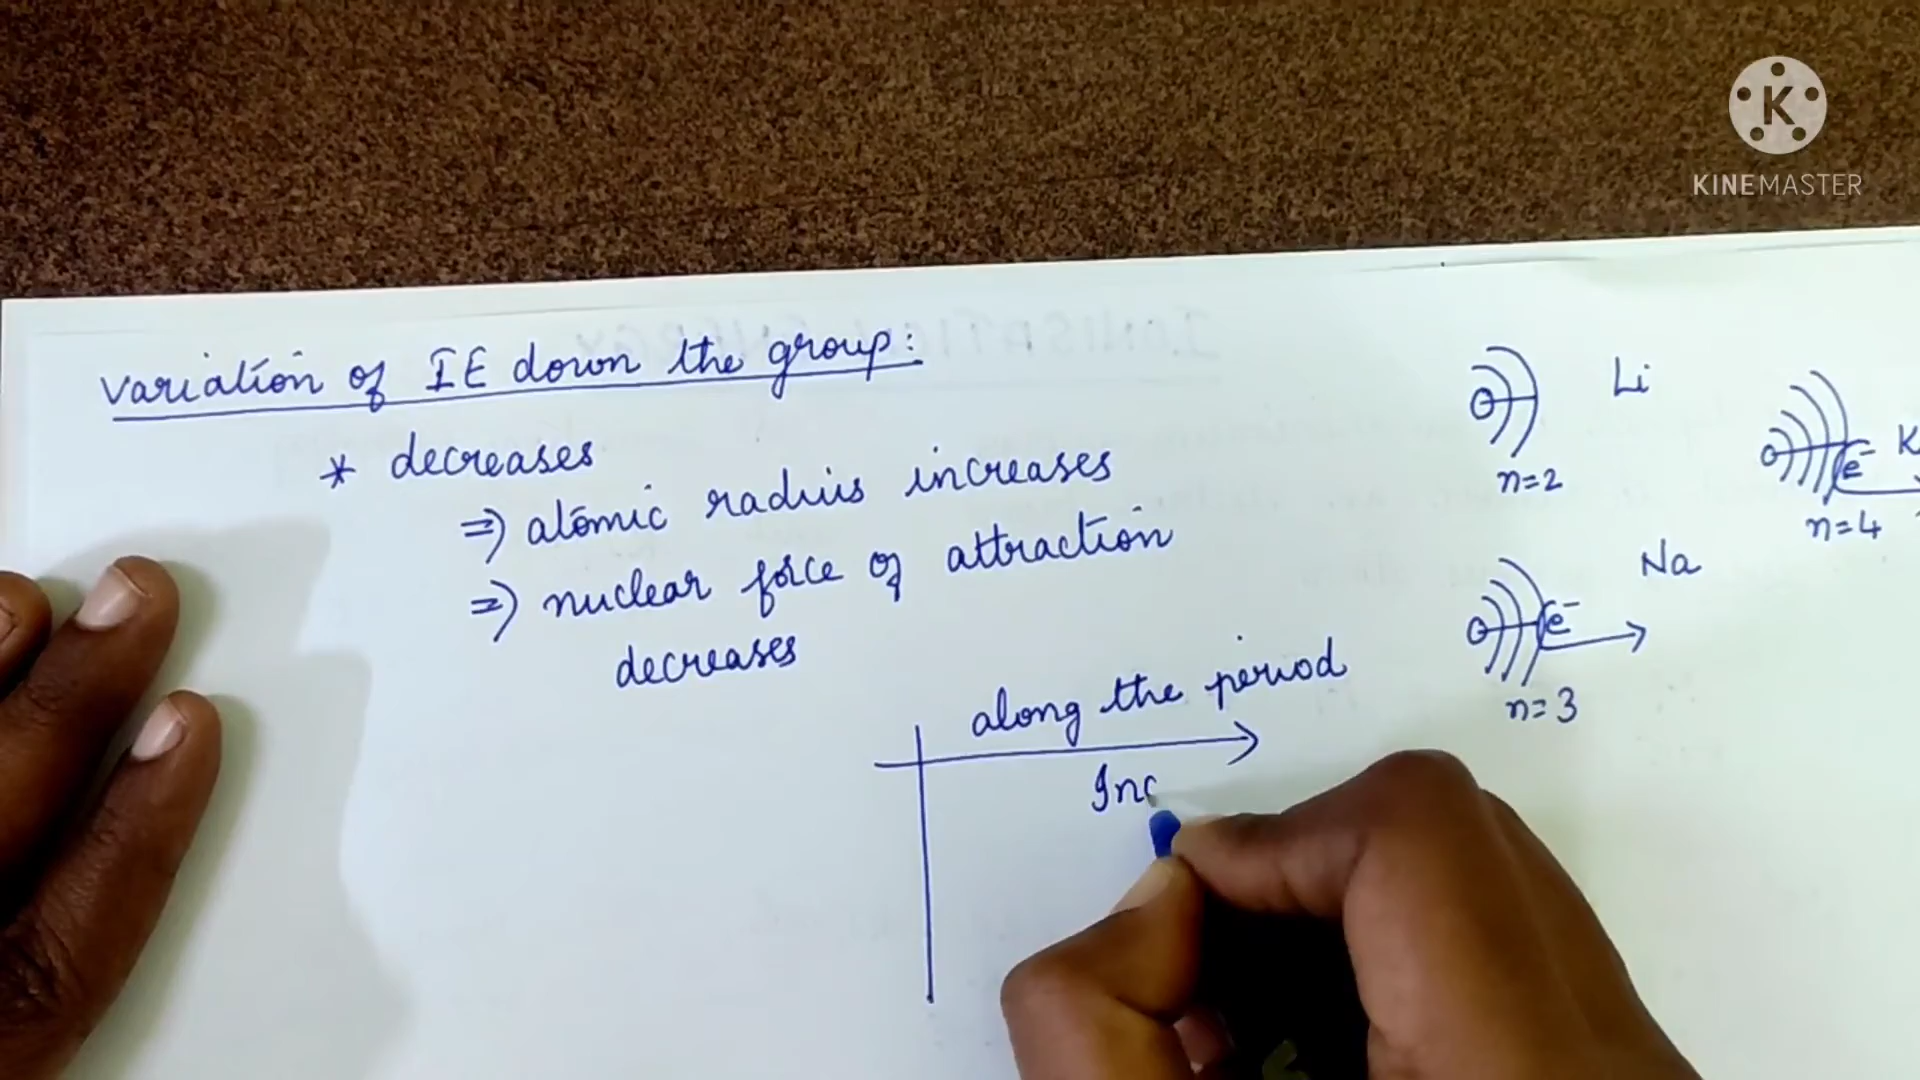 K
KINEMASTER
Variation of IE down the group:
* decreases
⇒ atomic radius increases
⇒ nuclear force of attraction
decreases
along the period
Inc
Li
n=2
e⁻ K
n=4
Na
e⁻
n=3